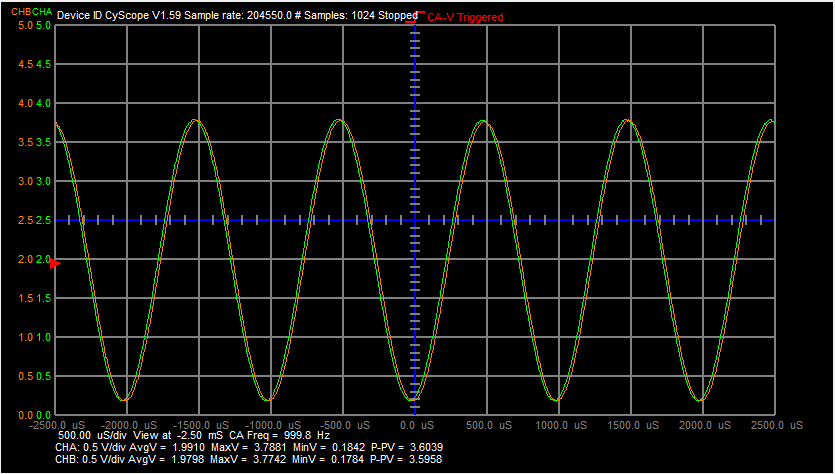 CHB CHA Device ID CyScope V1.59 Sample rate: 204550.0 # Samples: 1024 Stopped CA-V Triggered
5.0 5.0
4.5 4.5
4.0 4.0
3.5 3.5
3.0 3.0
2.5 2.5
2.0 2.0
1.5 1.5
1.0 1.0
0.5 0.5
0.0 0.0
-2500.0 uS -2000.0 uS -1500.0 uS -1000.0 uS -500.0 uS 0.0 uS 500.0 uS 1000.0 uS 1500.0 uS 2000.0 uS 2500.0 uS
500.00 uS/div View at -2.50 mS CA Freq = 999.8 Hz
CHA: 0.5 V/div AvgV = 1.9910 MaxV = 3.7881 MinV = 0.1842 P-PV = 3.6039
CHB: 0.5 V/div AvgV = 1.9798 MaxV = 3.7742 MinV = 0.1784 P-PV = 3.5958